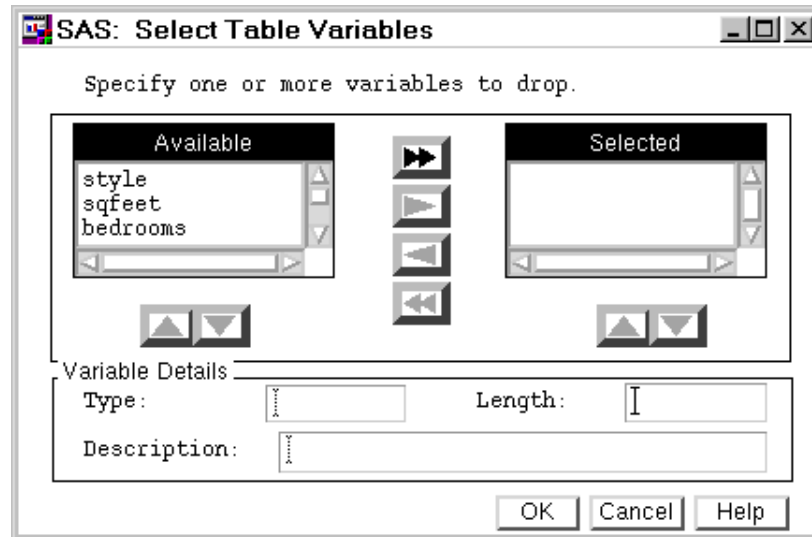 SAS: Select Table Variables
Specify one or more variables to drop.
Available
Selected
style
sqfeet
bedrooms
Variable Details
Type:
Length:
Description:
OK
Cancel
Help